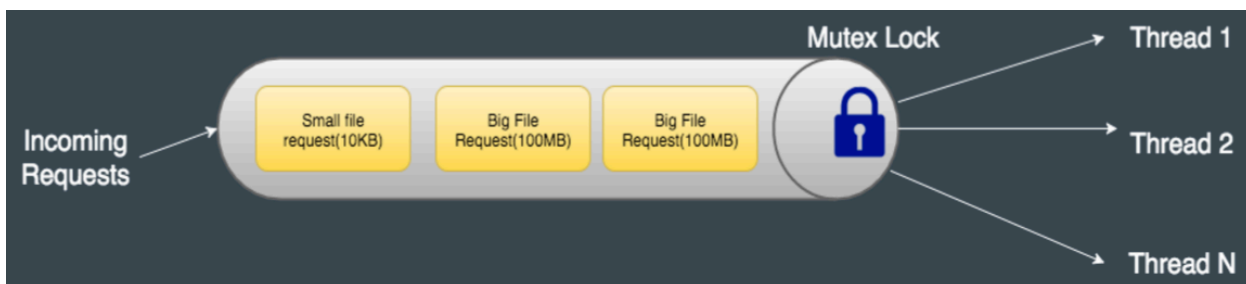 Incoming
Requests
Small file
request(10KB)
Big File
Request(100MB)
Big File
Request(100MB)
Mutex Lock
Thread 1
Thread 2
Thread N